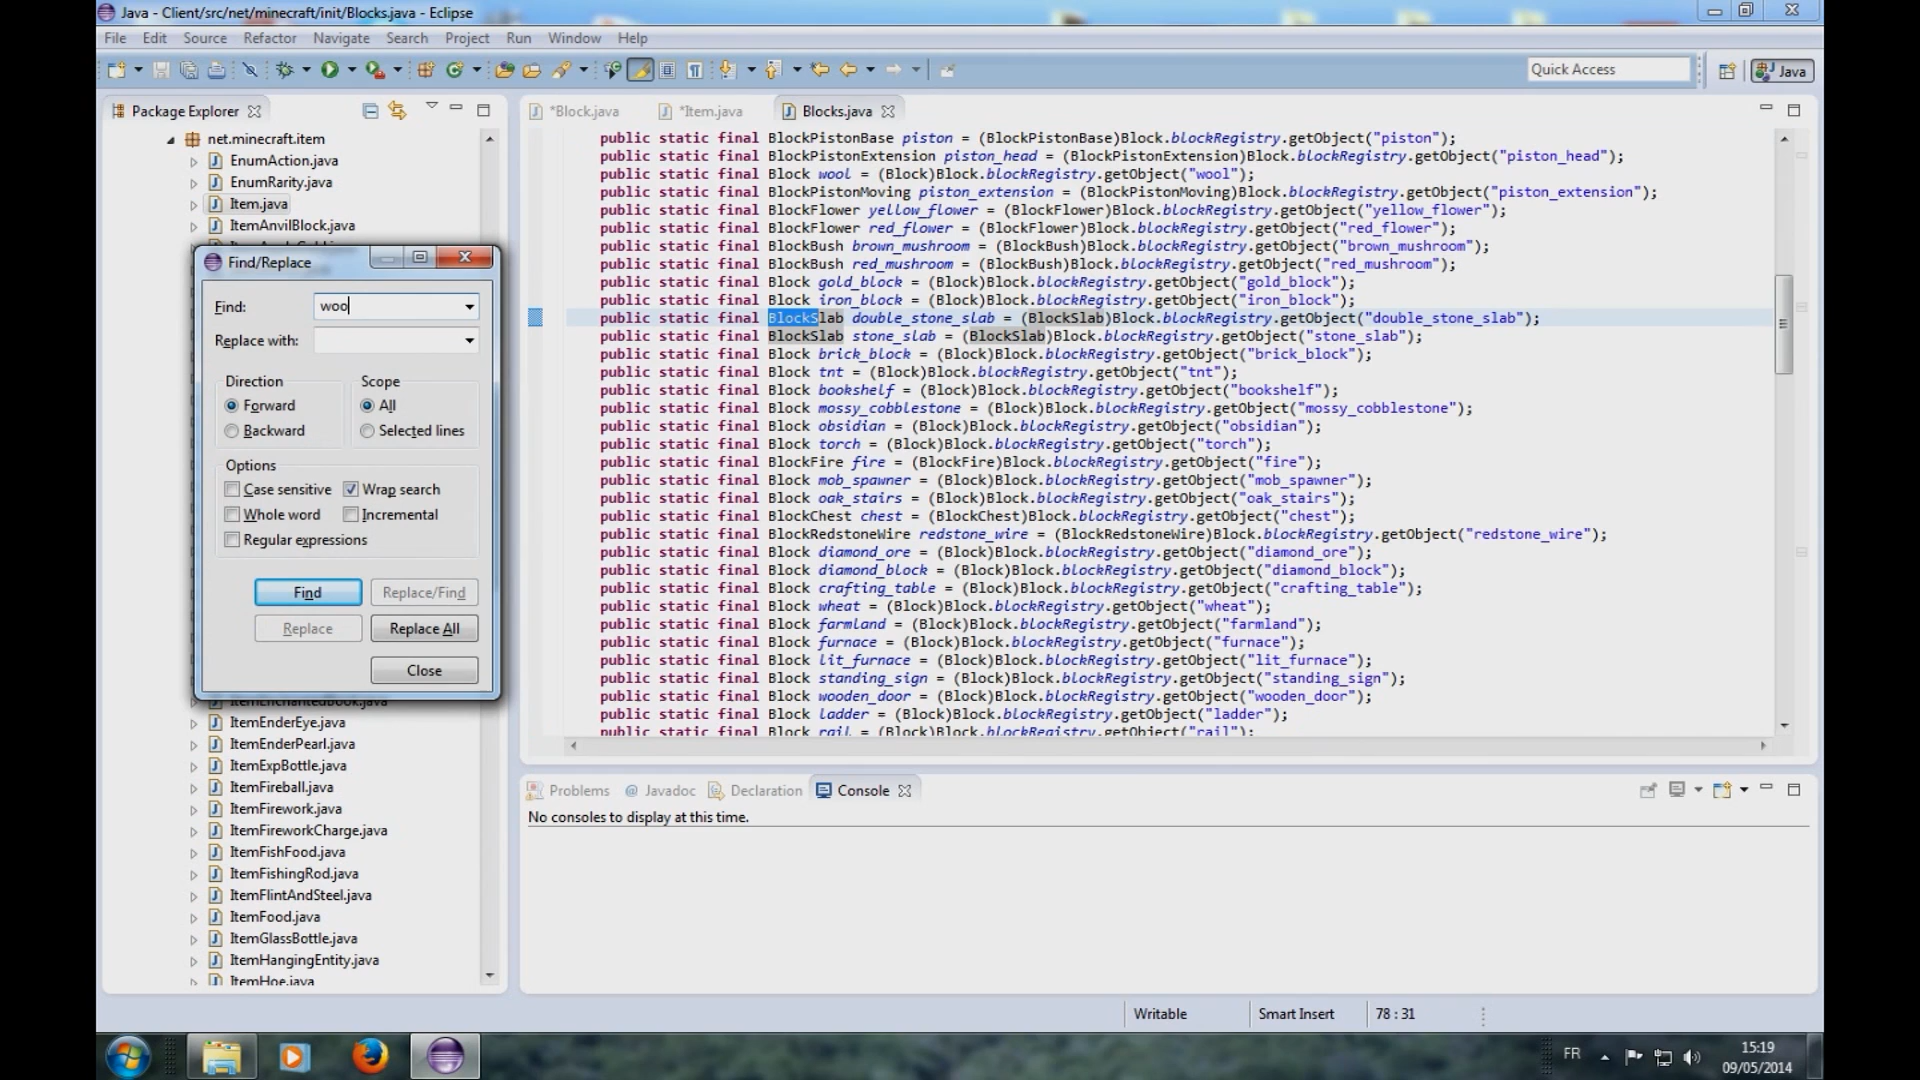 Java - Client/src/net/minecraft/init/Blocks.java - Eclipse
File Edit Source Refactor Navigate Search Project Run Window Help
Quick Access
Java
Package Explorer
net.minecraft.item
EnumAction.java
EnumRarity.java
Item.java
ItemAnvilBlock.java
Find/Replace
Find: woo
Replace with:
Direction
Forward
Backward
Scope
All
Selected lines
Options
Case sensitive
Wrap search
Whole word
Incremental
Regular expressions
Find
Replace/Find
Replace
Replace All
Close
ItemEnchantedBook.java
ItemEnderEye.java
ItemEnderPearl.java
ItemExpBottle.java
ItemFireball.java
ItemFirework.java
ItemFireworkCharge.java
ItemFishFood.java
ItemFishingRod.java
ItemFlintAndSteel.java
ItemFood.java
ItemGlassBottle.java
ItemHangingEntity.java
ItemHoe.java
*Block.java
*Item.java
Blocks.java
public static final BlockPistonBase piston = (BlockPistonBase)Block.blockRegistry.getObject("piston");
public static final BlockPistonExtension piston_head = (BlockPistonExtension)Block.blockRegistry.getObject("piston_head");
public static final Block wool = (Block)Block.blockRegistry.getObject("wool");
public static final BlockPistonMoving piston_extension = (BlockPistonMoving)Block.blockRegistry.getObject("piston_extension");
public static final BlockFlower yellow_flower = (BlockFlower)Block.blockRegistry.getObject("yellow_flower");
public static final BlockFlower red_flower = (BlockFlower)Block.blockRegistry.getObject("red_flower");
public static final BlockBush brown_mushroom = (BlockBush)Block.blockRegistry.getObject("brown_mushroom");
public static final BlockBush red_mushroom = (BlockBush)Block.blockRegistry.getObject("red_mushroom");
public static final Block gold_block = (Block)Block.blockRegistry.getObject("gold_block");
public static final Block iron_block = (Block)Block.blockRegistry.getObject("iron_block");
public static final BlockSlab double_stone_slab = (BlockSlab)Block.blockRegistry.getObject("double_stone_slab");
public static final BlockSlab stone_slab = (BlockSlab)Block.blockRegistry.getObject("stone_slab");
public static final Block brick_block = (Block)Block.blockRegistry.getObject("brick_block");
public static final Block tnt = (Block)Block.blockRegistry.getObject("tnt");
public static final Block bookshelf = (Block)Block.blockRegistry.getObject("bookshelf");
public static final Block mossy_cobblestone = (Block)Block.blockRegistry.getObject("mossy_cobblestone");
public static final Block obsidian = (Block)Block.blockRegistry.getObject("obsidian");
public static final Block torch = (Block)Block.blockRegistry.getObject("torch");
public static final BlockFire fire = (BlockFire)Block.blockRegistry.getObject("fire");
public static final Block mob_spawner = (Block)Block.blockRegistry.getObject("mob_spawner");
public static final Block oak_stairs = (Block)Block.blockRegistry.getObject("oak_stairs");
public static final BlockChest chest = (BlockChest)Block.blockRegistry.getObject("chest");
public static final BlockRedstoneWire redstone_wire = (BlockRedstoneWire)Block.blockRegistry.getObject("redstone_wire");
public static final Block diamond_ore = (Block)Block.blockRegistry.getObject("diamond_ore");
public static final Block diamond_block = (Block)Block.blockRegistry.getObject("diamond_block");
public static final Block crafting_table = (Block)Block.blockRegistry.getObject("crafting_table");
public static final Block wheat = (Block)Block.blockRegistry.getObject("wheat");
public static final Block farmland = (Block)Block.blockRegistry.getObject("farmland");
public static final Block furnace = (Block)Block.blockRegistry.getObject("furnace");
public static final Block lit_furnace = (Block)Block.blockRegistry.getObject("lit_furnace");
public static final Block standing_sign = (Block)Block.blockRegistry.getObject("standing_sign");
public static final Block wooden_door = (Block)Block.blockRegistry.getObject("wooden_door");
public static final Block ladder = (Block)Block.blockRegistry.getObject("ladder");
public static final Block rail = (Block)Block.blockRegistry.getObject("rail");
Problems @ Javadoc Declaration Console
No consoles to display at this time.
Writable Smart Insert 78 : 31
FR
15:19
09/05/2014